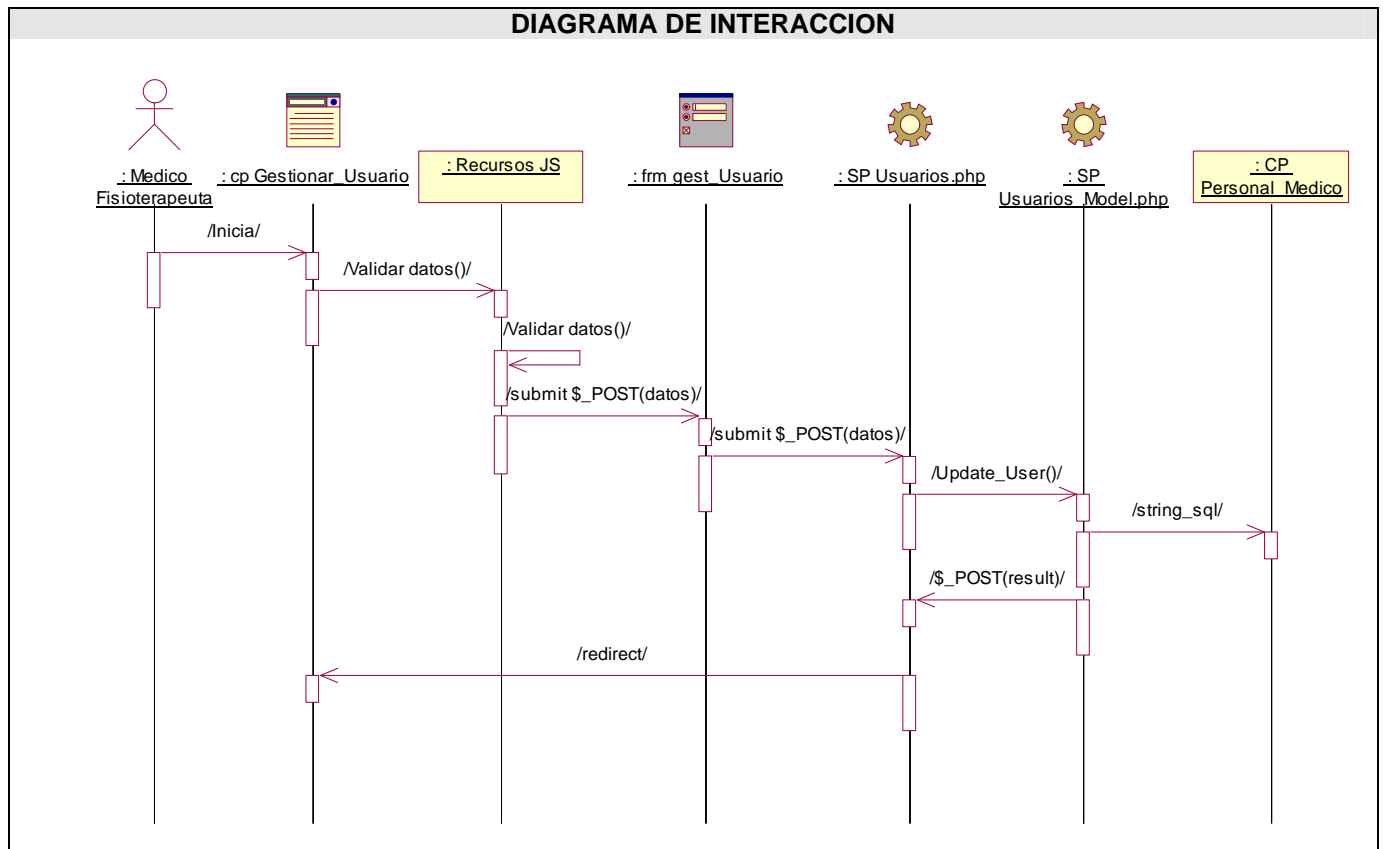 DIAGRAMA DE INTERACCION
: Medico
Fisioterapeuta
: cp Gestionar_Usuario
: Recursos JS
: frm gest_Usuario
: SP Usuarios.php
: SP
Usuarios_Model.php
: CP
Personal_Medico
/Inicia/
/Validar datos()/
/Validar datos()/
/submit $_POST(datos)/
/submit $_POST(datos)/
/Update_User()/
/string_sql/
/$_POST(result)/
/redirect/